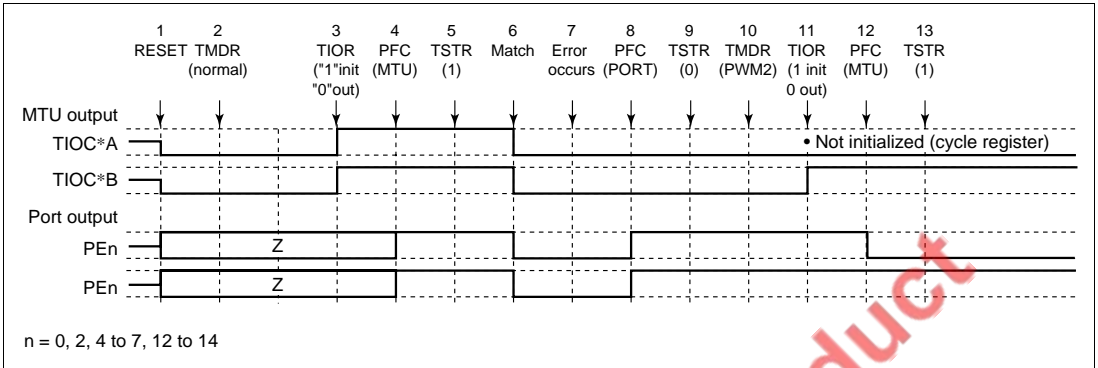 1 2 3 4 5 6 7 8 9 10 11 12 13
RESET TMDR TIOR PFC TSTR Match Error PFC TSTR TMDR TIOR PFC TSTR
(normal) ("1"init (MTU) (1) occurs (PORT) (0) (PWM2) (1 init (MTU) (1)
"0"out) 0 out)
MTU output
TIOC*A • Not initialized (cycle register)
TIOC*B
Port output
PEn Z
PEn Z
n = 0, 2, 4 to 7, 12 to 14
duct